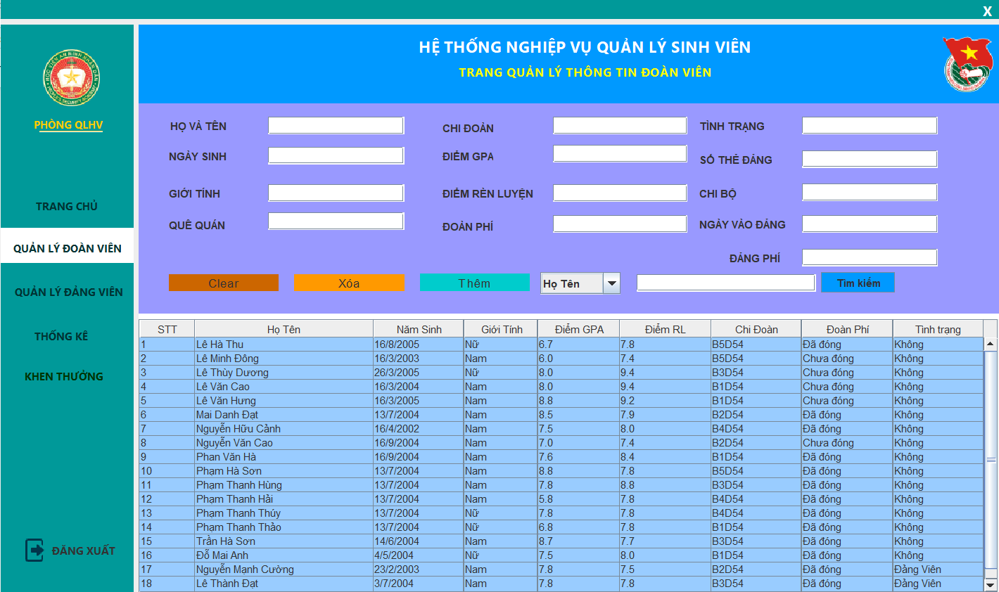 X
HỌC VIỆN AN NINH NHÂN DÂN
PEOPLE'S SECURITY ACADEMY
PHÒNG QLHV
TRANG CHỦ
QUẢN LÝ ĐOÀN VIÊN
QUẢN LÝ ĐẢNG VIÊN
THỐNG KÊ
KHEN THƯỞNG
ĐĂNG XUẤT
HỆ THỐNG NGHIỆP VỤ QUẢN LÝ SINH VIÊN
TRANG QUẢN LÝ THÔNG TIN ĐOÀN VIÊN
HỌ VÀ TÊN CHI ĐOÀN TÌNH TRẠNG
NGÀY SINH ĐIỂM GPA SỐ THẺ ĐẢNG
GIỚI TÍNH ĐIỂM RÈN LUYỆN CHI BỘ
QUÊ QUÁN ĐOÀN PHÍ NGÀY VÀO ĐẢNG
ĐẢNG PHÍ
Clear Xóa Thêm Họ Tên Tìm kiếm
STT Họ Tên Năm Sinh Giới Tính Điểm GPA Điểm RL Chi Đoàn Đoàn Phí Tình trạng
1 Lê Hà Thu 16/8/2005 Nữ 6.7 7.8 B5D54 Đã đóng Không
2 Lê Minh Đông 16/3/2003 Nam 6.0 7.4 B5D54 Chưa đóng Không
3 Lê Thùy Dương 26/3/2005 Nữ 8.0 9.4 B3D54 Chưa đóng Không
4 Lê Văn Cao 16/3/2004 Nam 8.0 9.4 B1D54 Chưa đóng Không
5 Lê Văn Hưng 16/3/2005 Nam 8.8 9.2 B1D54 Chưa đóng Không
6 Mai Danh Đạt 13/7/2004 Nam 8.5 7.9 B2D54 Đã đóng Không
7 Nguyễn Hữu Cảnh 16/4/2002 Nam 7.5 8.0 B4D54 Đã đóng Không
8 Nguyễn Văn Cao 16/9/2004 Nam 7.0 7.4 B2D54 Chưa đóng Không
9 Phan Văn Hà 16/9/2004 Nam 7.6 8.4 B1D54 Đã đóng Không
10 Phạm Hà Sơn 13/7/2004 Nam 8.8 7.8 B5D54 Đã đóng Không
11 Phạm Thanh Hùng 13/7/2004 Nam 7.8 8.8 B3D54 Đã đóng Không
12 Phạm Thanh Hải 13/7/2004 Nam 5.8 7.8 B4D54 Đã đóng Không
13 Phạm Thanh Thúy 13/7/2004 Nữ 7.8 7.8 B4D54 Đã đóng Không
14 Phạm Thanh Thảo 13/7/2004 Nữ 6.8 7.8 B1D54 Đã đóng Không
15 Trần Hà Sơn 14/6/2004 Nam 8.7 7.7 B3D54 Đã đóng Không
16 Đỗ Mai Anh 4/5/2004 Nữ 7.5 8.0 B1D54 Đã đóng Không
17 Nguyễn Mạnh Cường 23/2/2003 Nam 7.8 7.5 B2D54 Đã đóng Đảng Viên
18 Lê Thành Đạt 3/7/2004 Nam 7.8 7.8 B3D54 Đã đóng Đảng Viên